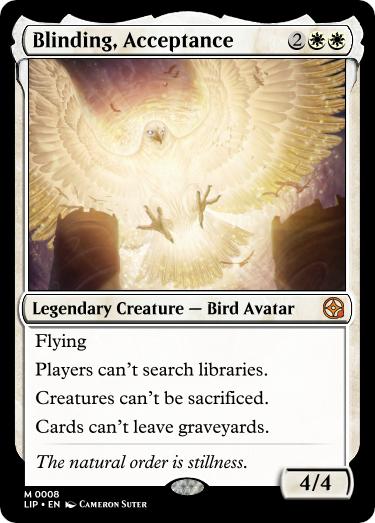 Blinding, Acceptance 2
Legendary Creature — Bird Avatar
Flying
Players can't search libraries.
Creatures can't be sacrificed.
Cards can't leave graveyards.
The natural order is stillness.
4/4
M 0008
LIP • EN Cameron Suter